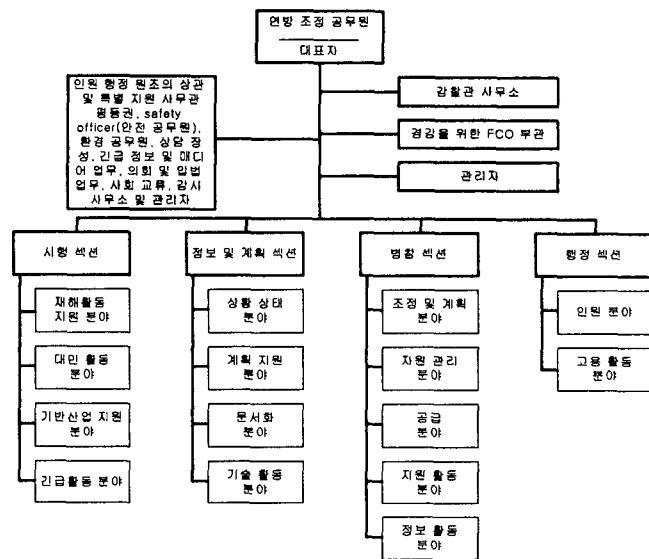 연방 조정 공무원
대표자
인원 행정 원조의 상관
및 특별 지원 사무관
평등권, safety
officer(안전 공무원),
환경 공무원, 상담 장
성, 긴급 정보 및 매디
어 업무, 의회 및 입법
업무, 사회 교류, 감사
사무소 및 관리자
감찰관 사무소
경감을 위한 FCO 부관
관리자
시행 섹션
정보 및 계획 섹션
병참 섹션
행정 섹션
재해활동
지원 분야
대민 활동
분야
기반산업 지원
분야
긴급활동 분야
상황 상태
분야
계획 지원
분야
문서화
분야
기술 활동
분야
조정 및 계획
분야
자원 관리
분야
공급
분야
지원 활동
분야
정보 활동
분야
인원 분야
고용 활동
분야